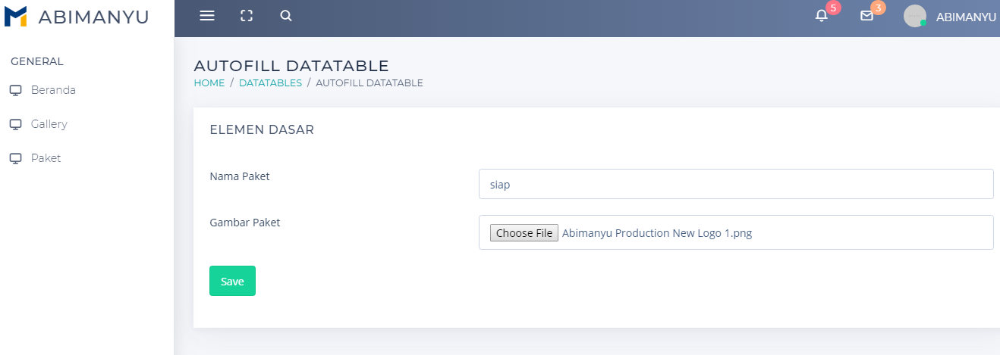 ABIMANYU
5
3
ABIMANYU
GENERAL
Beranda
Gallery
Paket
AUTOFILL DATATABLE
HOME / DATATABLES / AUTOFILL DATATABLE
ELEMEN DASAR
Nama Paket
siap
Gambar Paket
Choose File Abimanyu Production New Logo 1.png
Save